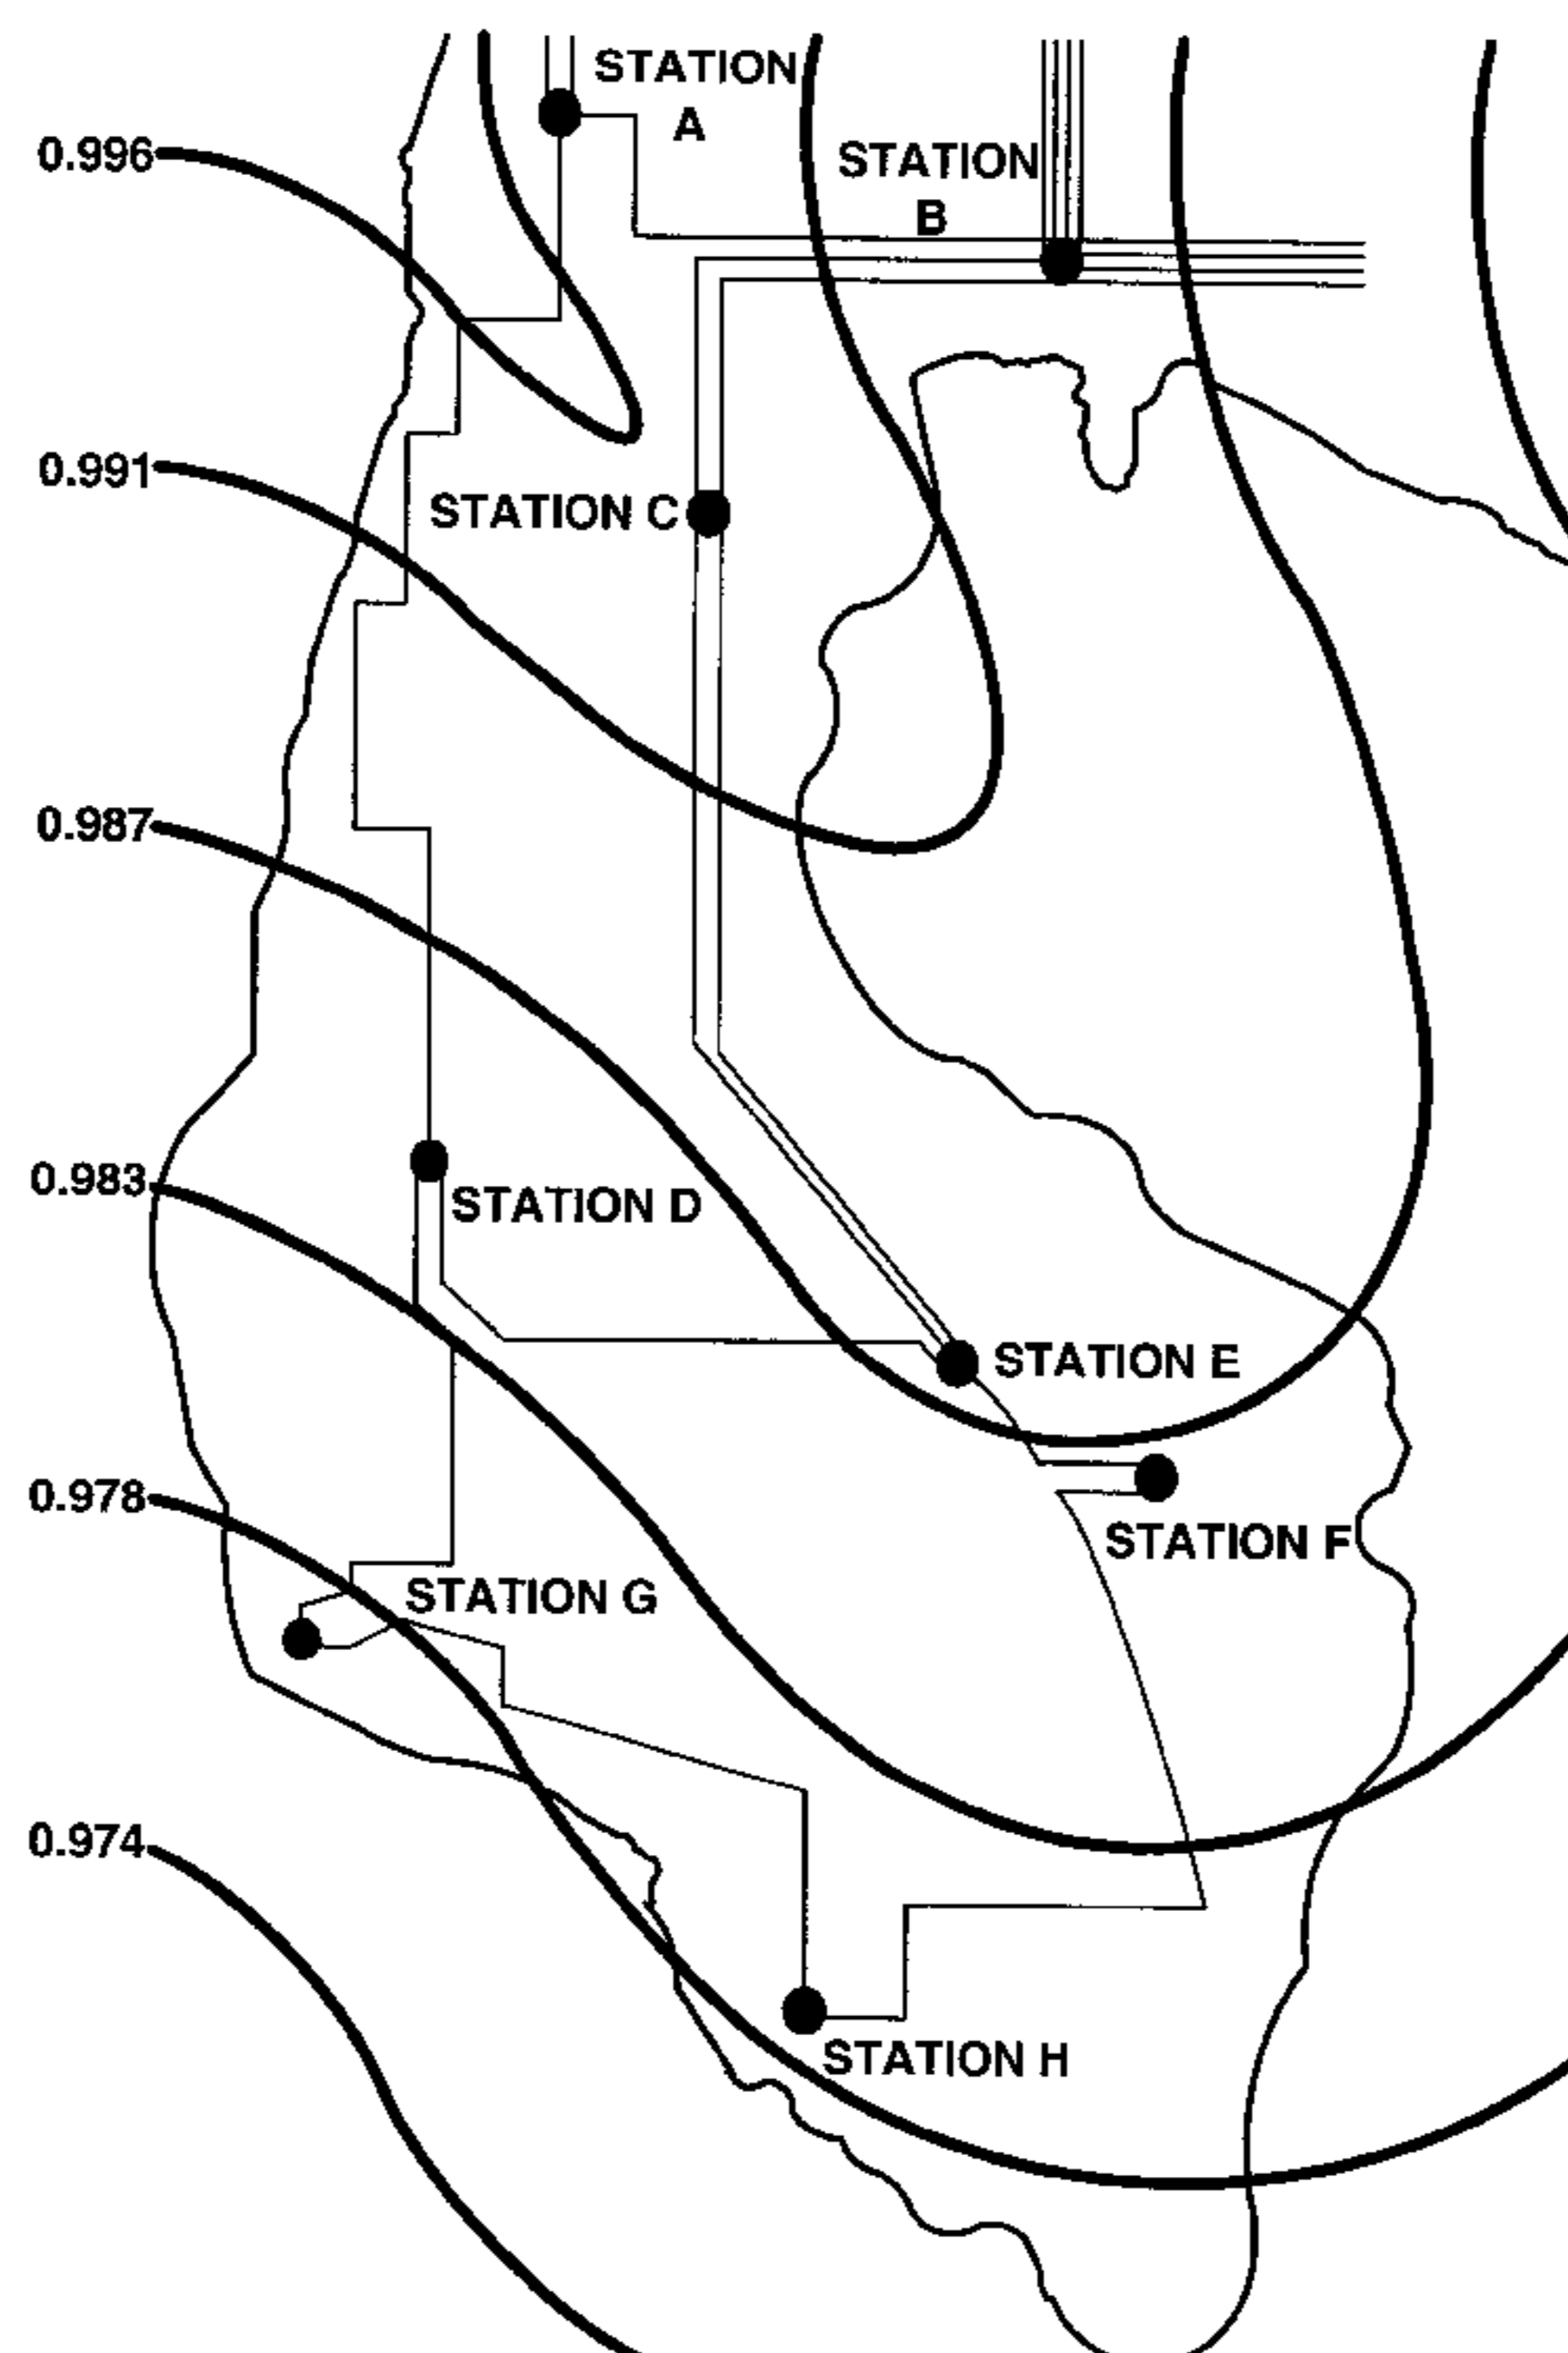 STATION
A
0.996
STATION
B
0.991
STATION C
0.987
0.983
STATION D
STATION E
0.978
STATION F
STATION G
0.974
STATION H